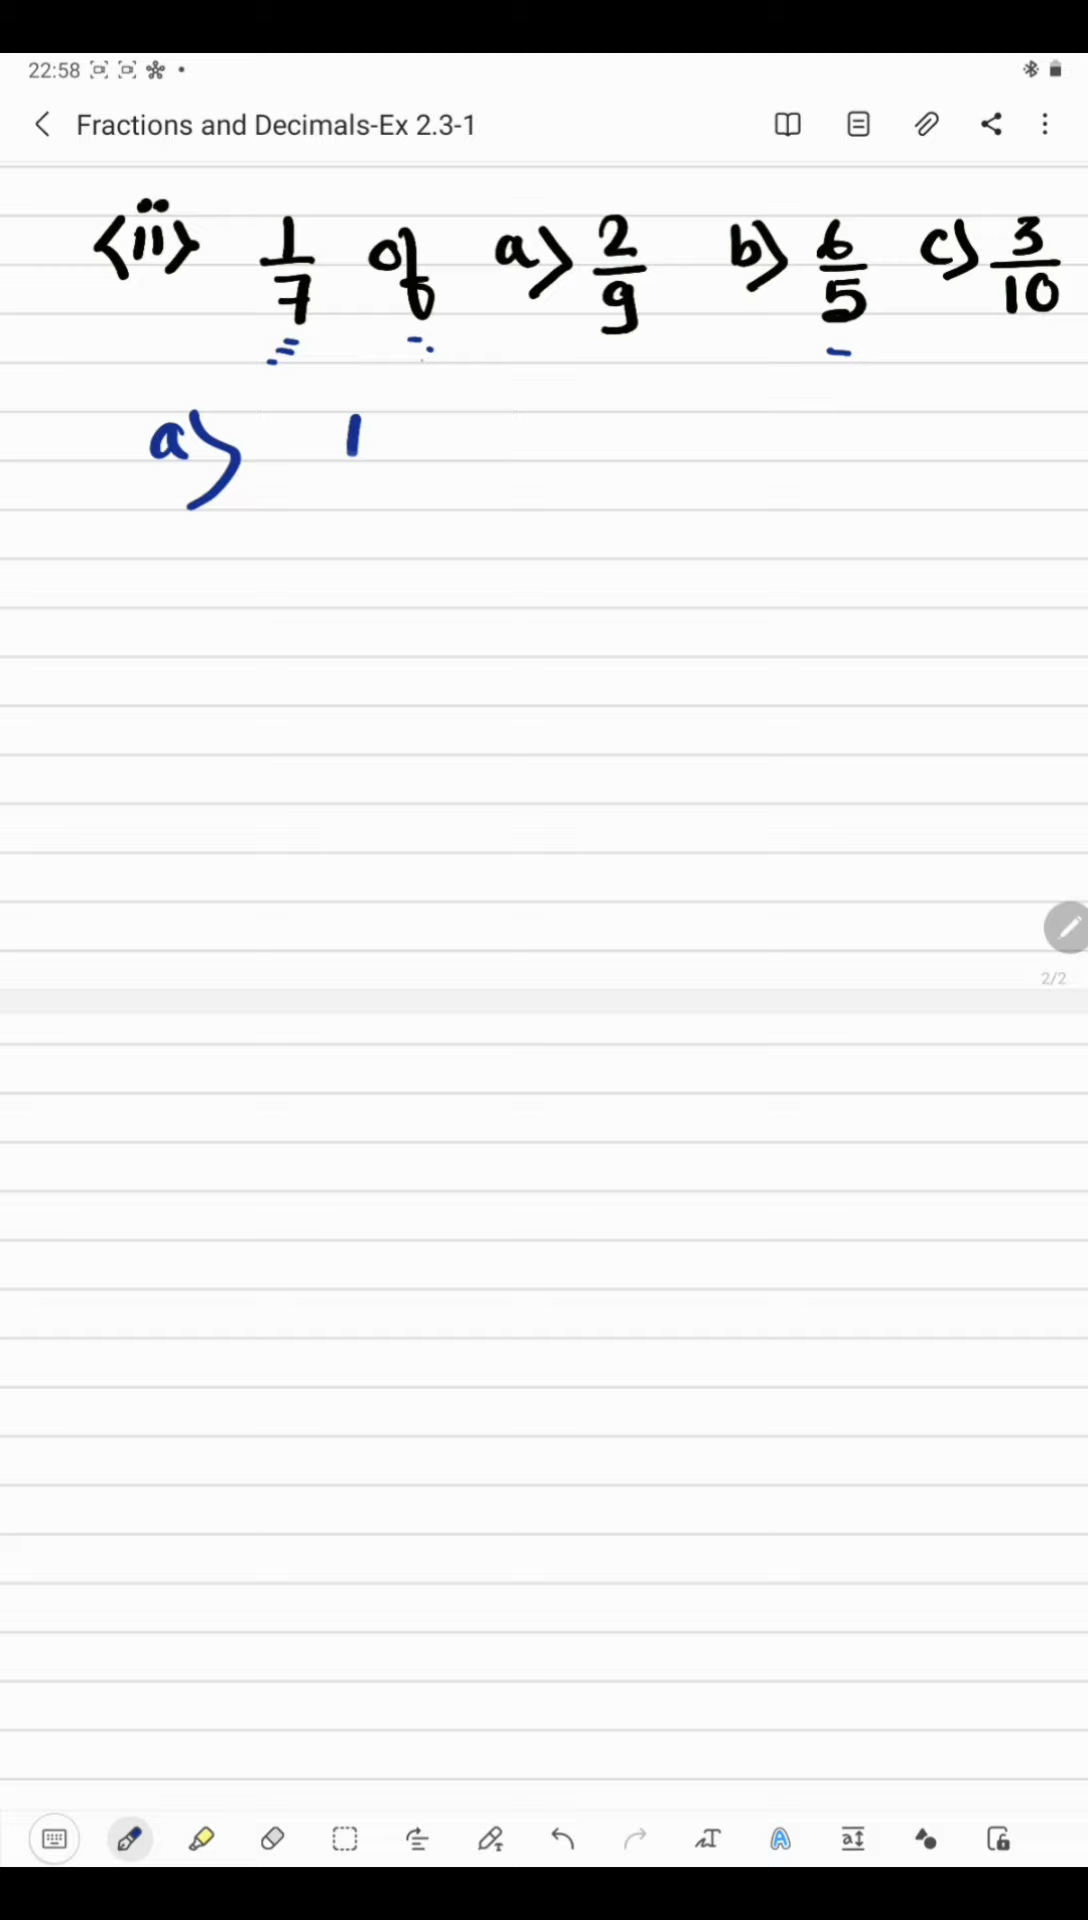 22:58
Fractions and Decimals-Ex 2.3-1
<ii> 1/7 of a) 2/9 b) 6/5 c) 3/10
a) 1
2/2